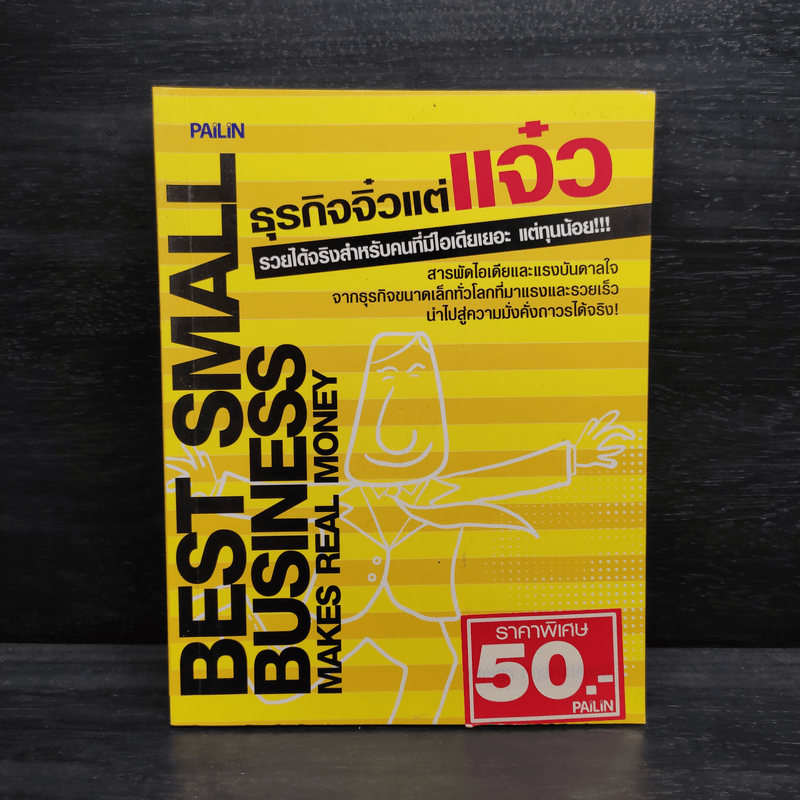 PAiLiN
ธุรกิจจิ๋วแต่แจ๋ว
รวยได้จริงสำหรับคนที่มีไอเดียเยอะ แต่ทุนน้อย!!!
สารพัดไอเดียและแรงบันดาลใจ
จากธุรกิจขนาดเล็กทั่วโลกที่มาแรงและรวยเร็ว
นำไปสู่ความมั่งคั่งถาวรได้จริง!
BEST SMALL
BUSINESS
MAKES REAL MONEY
ราคาพิเศษ
50.-
PAiLiN